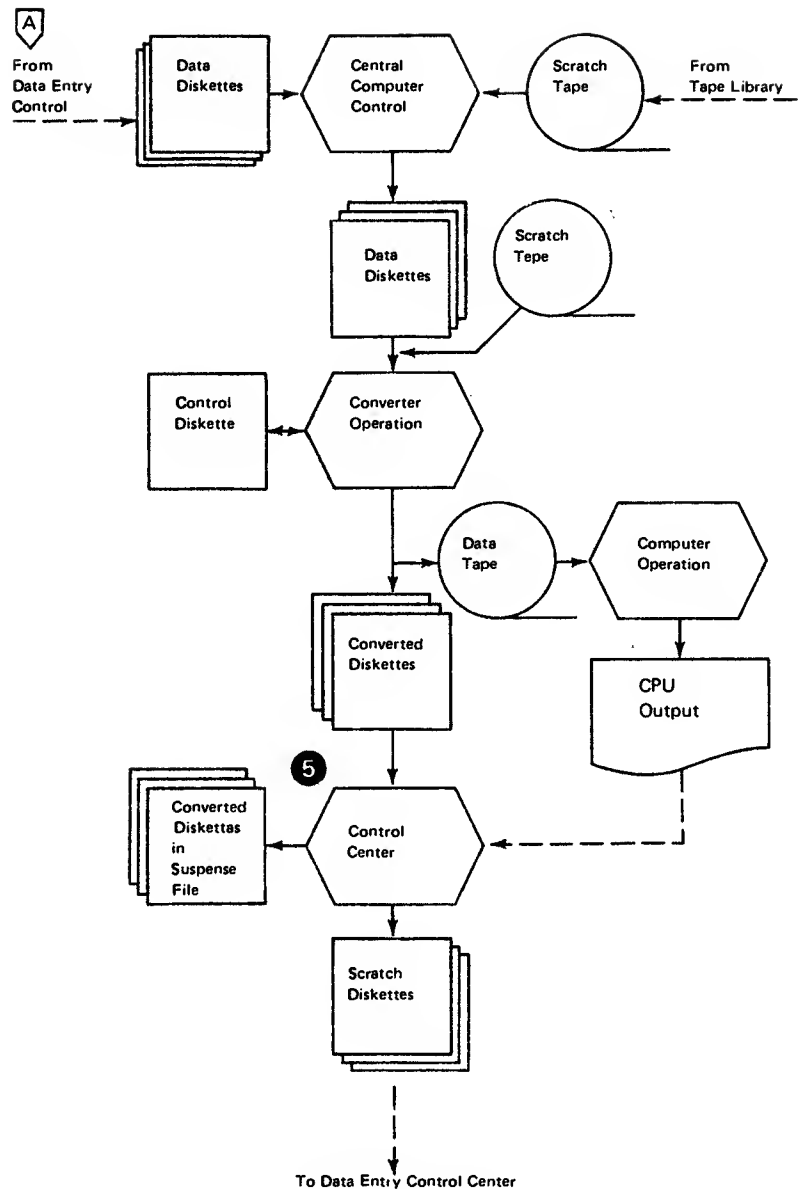 A
From
Data Entry
Control
Data
Diskettes
Central
Computer
Control
Scratch
Tape
From
Tape Library
Data
Diskettes
Scratch
Tepe
Control
Diskette
Converter
Operation
Data
Tape
Computer
Operation
Converted
Diskettes
CPU
Output
5
Converted
Diskettas
in
Suspense
File
Control
Center
Scratch
Diskettes
To Data Entry Control Center